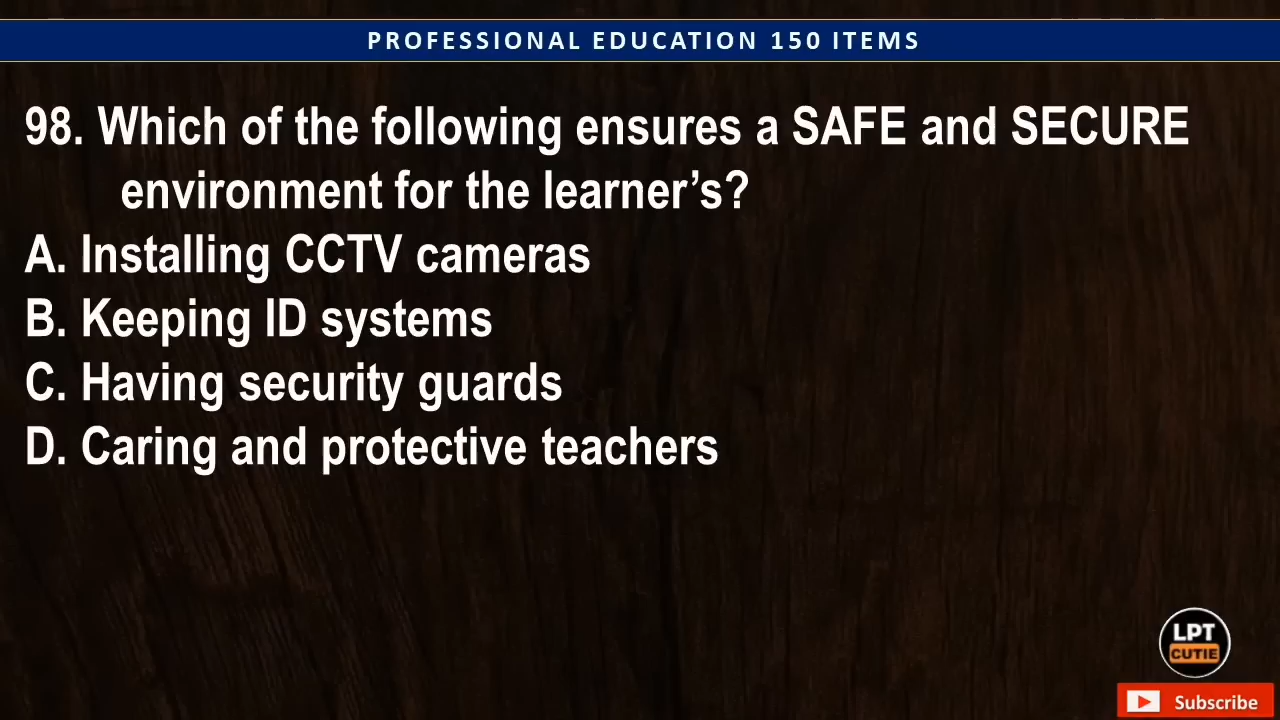 PROFESSIONAL EDUCATION 150 ITEMS
98. Which of the following ensures a SAFE and SECURE
environment for the learner’s?
A. Installing CCTV cameras
B. Keeping ID systems
C. Having security guards
D. Caring and protective teachers
LPT
CUTIE
Subscribe